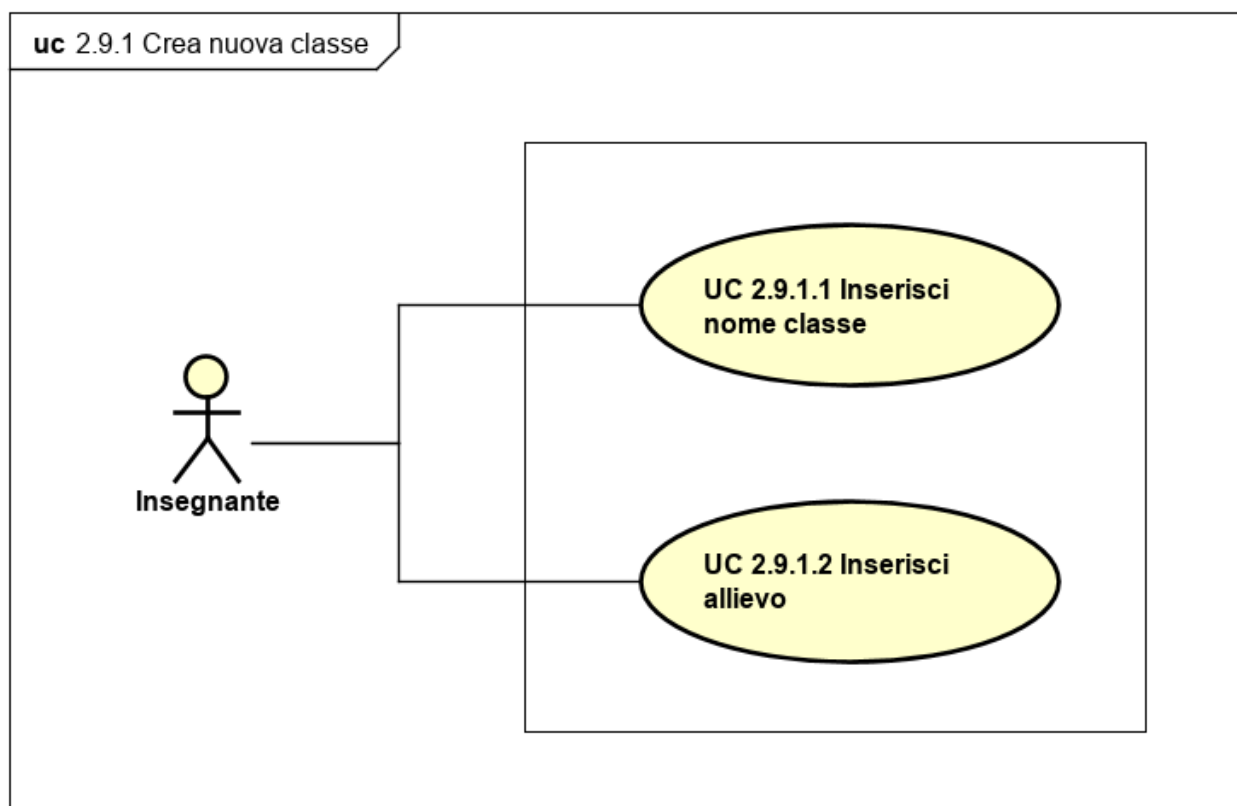 uc 2.9.1 Crea nuova classe
UC 2.9.1.1 Inserisci
nome classe
Insegnante
UC 2.9.1.2 Inserisci
allievo